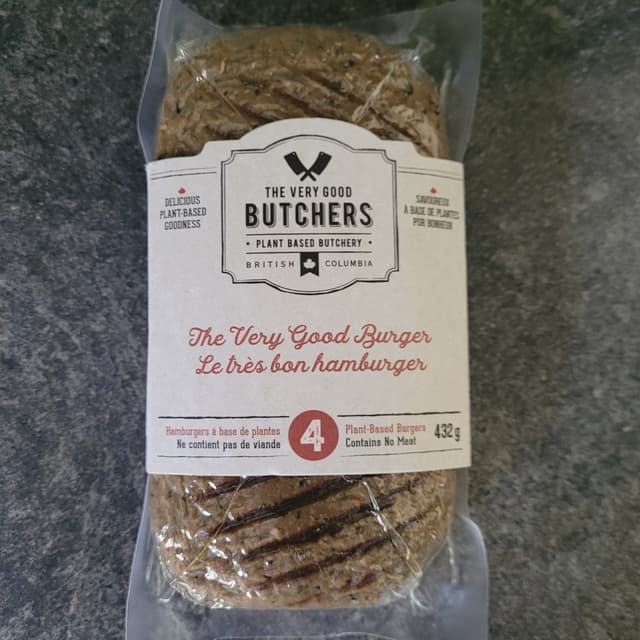 THE VERY GOOD
BUTCHERS
• PLANT BASED BUTCHERY •
BRITISH COLUMBIA
DELICIOUS
PLANT-BASED
GOODNESS
SAVOUREUX
À BASE DE PLANTES
PUR BONHEUR
The Very Good Burger
Le très bon hamburger
Hamburgers à base de plantes
Ne contient pas de viande
4
Plant-Based Burgers
Contains No Meat
432 g